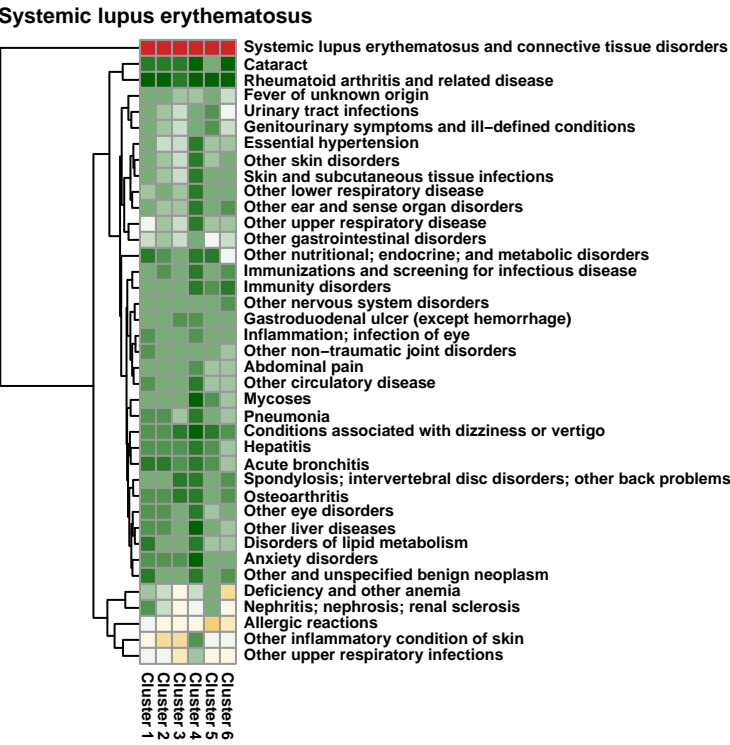 Systemic lupus erythematosus
Systemic lupus erythematosus and connective tissue disorders
Cataract
Rheumatoid arthritis and related disease
Fever of unknown origin
Urinary tract infections
Genitourinary symptoms and ill−defined conditions
Essential hypertension
Other skin disorders
Skin and subcutaneous tissue infections
Other lower respiratory disease
Other ear and sense organ disorders
Other upper respiratory disease
Other gastrointestinal disorders
Other nutritional; endocrine; and metabolic disorders
Immunizations and screening for infectious disease
Immunity disorders
Other nervous system disorders
Gastroduodenal ulcer (except hemorrhage)
Inflammation; infection of eye
Other non−traumatic joint disorders
Abdominal pain
Other circulatory disease
Mycoses
Pneumonia
Conditions associated with dizziness or vertigo
Hepatitis
Acute bronchitis
Spondylosis; intervertebral disc disorders; other back problems
Osteoarthritis
Other eye disorders
Other liver diseases
Disorders of lipid metabolism
Anxiety disorders
Other and unspecified benign neoplasm
Deficiency and other anemia
Nephritis; nephrosis; renal sclerosis
Allergic reactions
Other inflammatory condition of skin
Other upper respiratory infections
Cluster 1
Cluster 2
Cluster 3
Cluster 4
Cluster 5
Cluster 6